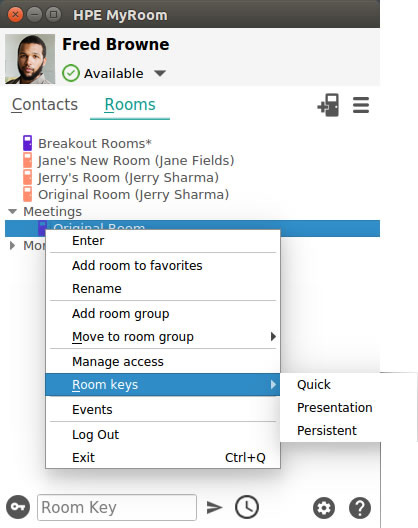 HPE MyRoom
Fred Browne
Available
Contacts Rooms
Breakout Rooms*
Jane's New Room (Jane Fields)
Jerry's Room (Jerry Sharma)
Original Room (Jerry Sharma)
Meetings
Original Room
Enter
Add room to favorites
Rename
Add room group
Move to room group
Manage access
Room keys
Quick
Presentation
Persistent
Events
Log Out
Exit Ctrl+Q
Room Key